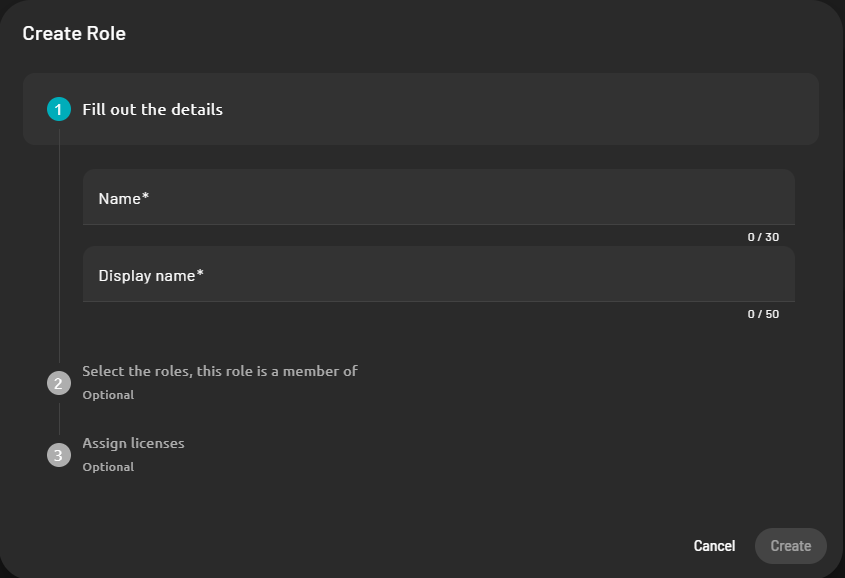 Create Role
1 Fill out the details
Name*
0 / 30
Display name*
0 / 50
2 Select the roles, this role is a member of
Optional
3 Assign licenses
Optional
Cancel Create